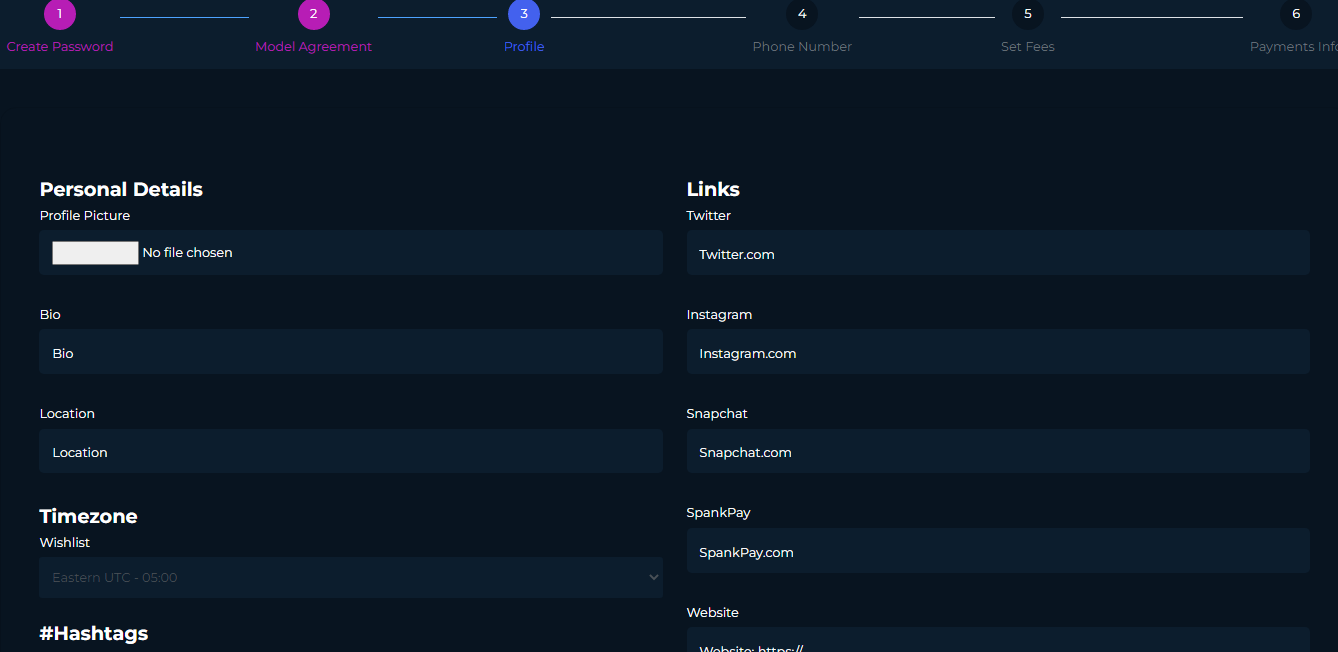 1 2 3 4 5 6
Create Password Model Agreement Profile Phone Number Set Fees Payments Info
Personal Details
Profile Picture
No file chosen
Bio
Bio
Location
Location
Timezone
Wishlist
Eastern UTC - 05:00
#Hashtags
Links
Twitter
Twitter.com
Instagram
Instagram.com
Snapchat
Snapchat.com
SpankPay
SpankPay.com
Website
Website: https://